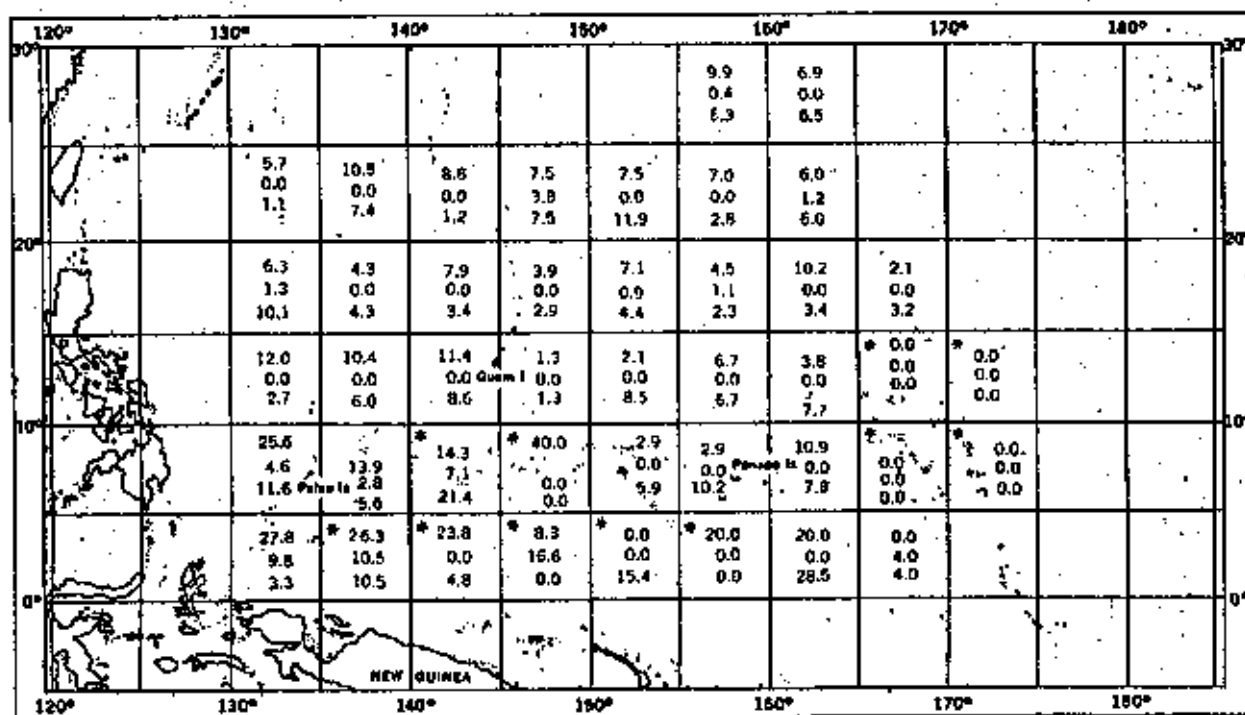 120° 130° 140° 150° 160° 170° 180°
30° 30°
9.9 6.9
0.4 0.0
6.5
5.7 10.5 8.6 7.5 7.5 7.0 6.0
0.0 0.0 0.0 3.8 0.0 0.0 1.2
1.1 7.4 1.2 7.5 11.9 2.8 6.0
20° 20°
6.3 4.3 7.9 3.9 7.1 4.5 10.2 2.1
1.3 0.0 0.0 0.0 0.9 1.1 0.0 0.0
10.1 4.3 3.4 2.9 4.4 2.3 3.4 3.2
12.0 10.4 11.4 1.3 2.1 6.7 3.8 * 0.0 * 0.0
0.0 0.0 0.0 Guam I 0.0 0.0 0.0 0.0 0.0 0.0
2.7 6.0 8.6 1.3 8.5 6.7 7.7 0.0 0.0
10° 10°
25.6 13.9 * 14.3 * 40.0 2.9 2.9 10.9 * 0.0 * 0.0
4.6 2.8 7.1 0.0 * 0.0 0.0 Ponape Is 0.0 0.0 0.0
11.6 Palau Is 5.6 21.4 0.0 5.9 10.2 7.8 0.0 0.0
27.8 * 26.3 * 23.8 * 8.3 * 0.0 * 20.0 20.0 0.0
9.8 10.5 0.0 16.6 0.0 0.0 0.0 4.0
3.3 10.5 4.8 0.0 15.4 0.0 28.5 4.0
0° 0°
NEW GUINEA
120° 130° 140° 150° 160° 170° 180°